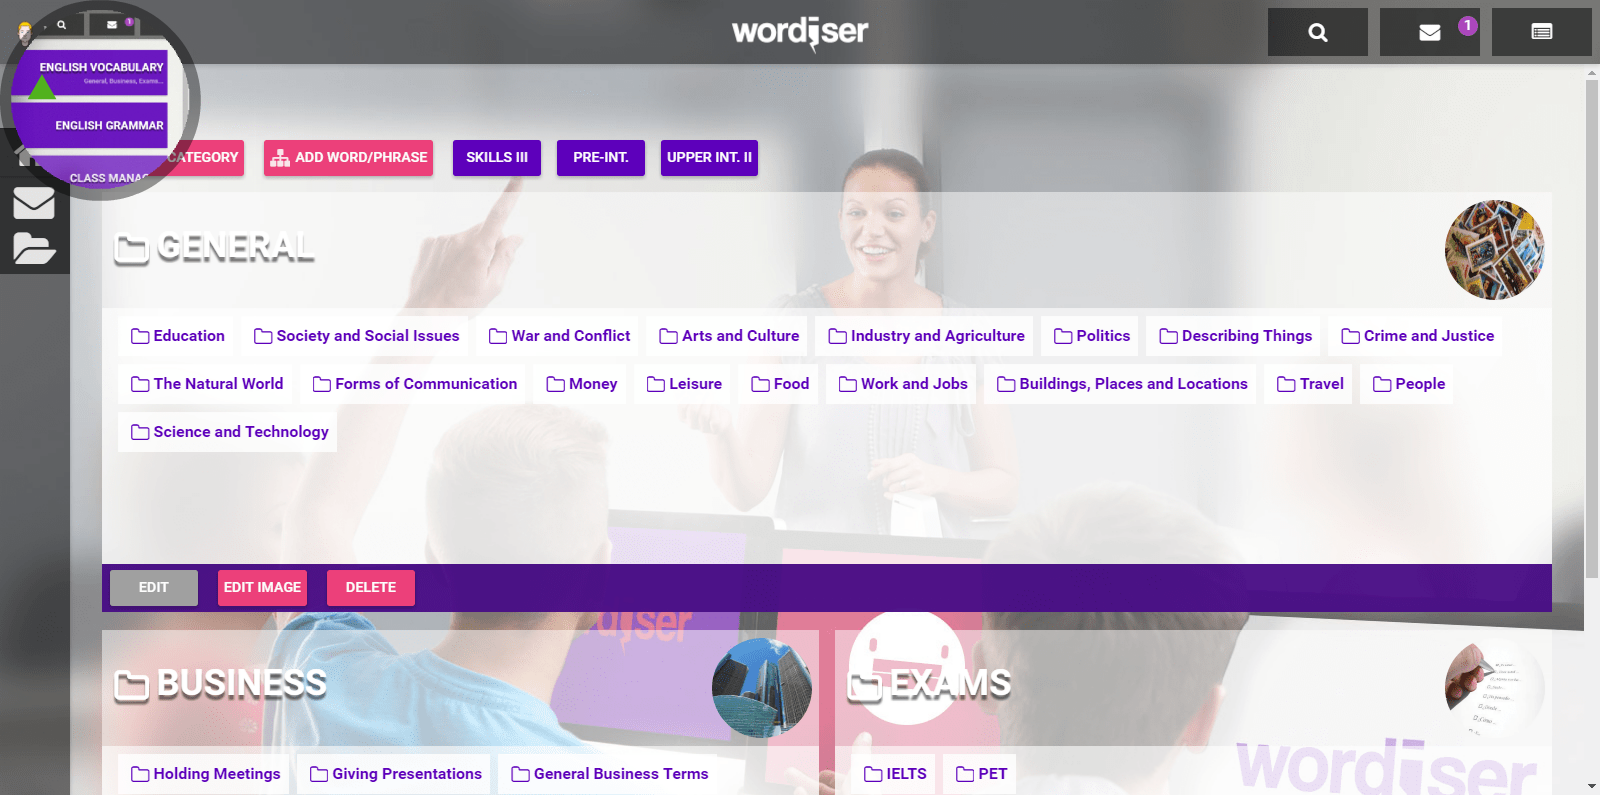 wordiser
1
1
ENGLISH VOCABULARY
General, Business, Exams...
ENGLISH GRAMMAR
CLASS MANAG
CATEGORY
ADD WORD/PHRASE
SKILLS III
PRE-INT.
UPPER INT. II
GENERAL
Education
Society and Social Issues
War and Conflict
Arts and Culture
Industry and Agriculture
Politics
Describing Things
Crime and Justice
The Natural World
Forms of Communication
Money
Leisure
Food
Work and Jobs
Buildings, Places and Locations
Travel
People
Science and Technology
EDIT
EDIT IMAGE
DELETE
rdiser
BUSINESS
EXAMS
Holding Meetings
Giving Presentations
General Business Terms
IELTS
PET
wordiser